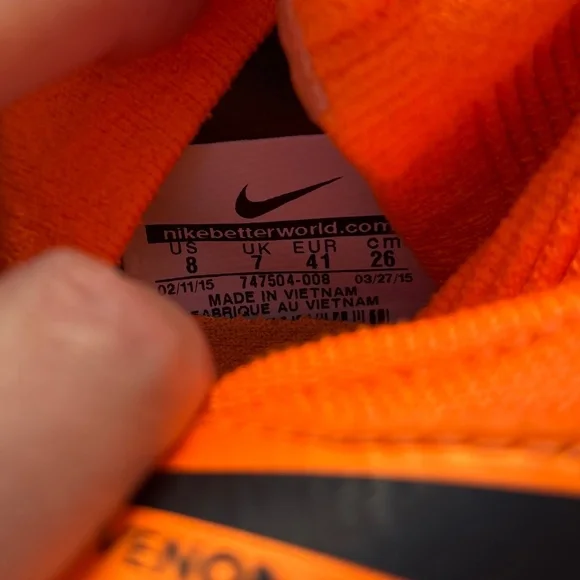 nikebetterworld.com
US UK EUR cm
8 7 41 26
02/11/15 747504-008 03/27/15
MADE IN VIETNAM
FABRIQUE AU VIETNAM
ENOM